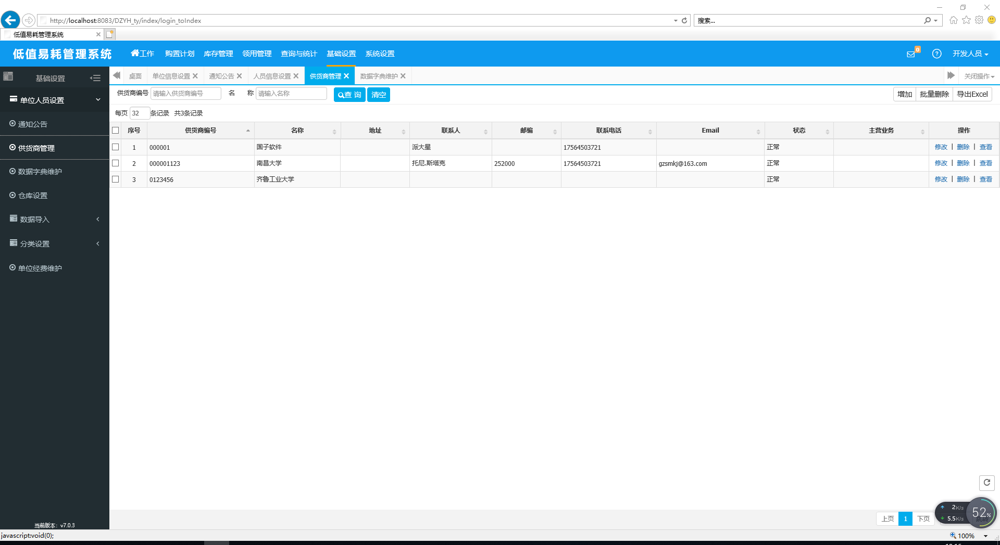 http://localhost:8083/DZYH_ty/index/login_toIndex
搜索...
低值易耗管理系统
低值易耗管理系统
工作 购置计划 库存管理 领用管理 查询与统计 基础设置 系统设置
0
开发人员
基础设置
桌面 单位信息设置 通知公告 人员信息设置 供货商管理 数据字典维护
关闭操作
单位人员设置
通知公告
供货商管理
数据字典维护
仓库设置
数据导入
分类设置
单位经费维护
当前版本：v7.0.3
供货商编号 请输入供货商编号 名 称 请输入名称 查 询 清空
增加 批量删除 导出Excel
每页 32 条记录 共3条记录
序号 供货商编号 名称 地址 联系人 邮编 联系电话 Email 状态 主营业务 操作
1 000001 国子软件 派大星 17564503721 正常 修改 | 删除 | 查看
2 000001123 南昌大学 托尼.斯塔克 252000 17564503721 gzsmkj@163.com 正常 修改 | 删除 | 查看
3 0123456 齐鲁工业大学 正常 修改 | 删除 | 查看
上页 1 下页
2K/s
5.5K/s
52%
javascript:void(0);
100%